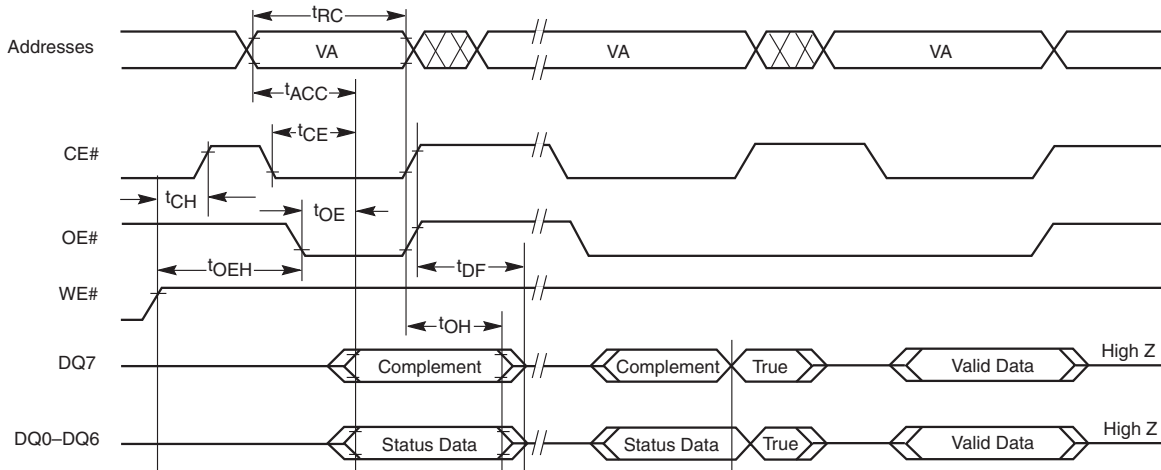 tRC
Addresses VA VA VA
tACC
tCE
CE#
tCH
tOE
OE#
tOEH tDF
WE#
tOH
DQ7 Complement Complement True Valid Data High Z
DQ0–DQ6 Status Data Status Data True Valid Data High Z